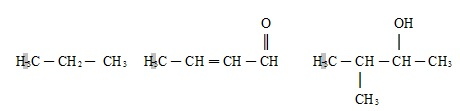 O OH
H₃C — CH₂ — CH₃ H₃C — CH = CH — CH H₃C — CH — CH — CH₃
CH₃